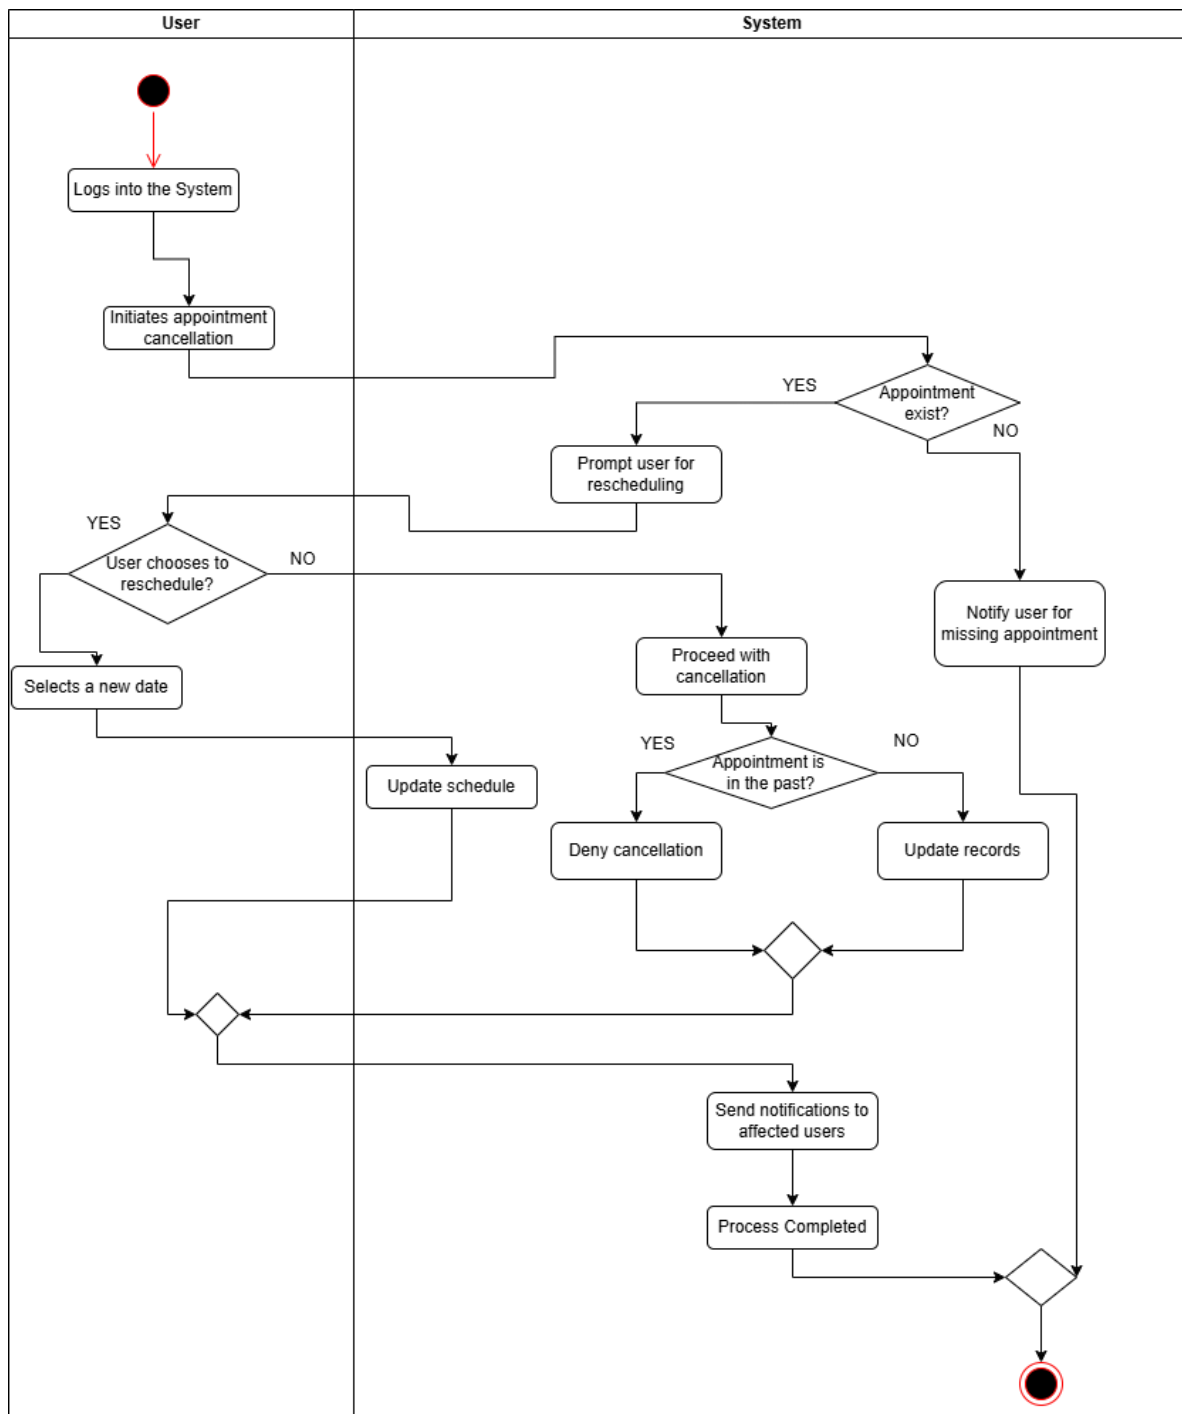 User
System
Logs into the System
Initiates appointment
cancellation
YES
Appointment
exist?
NO
Prompt user for
rescheduling
YES
User chooses to
reschedule?
NO
Notify user for
missing appointment
Proceed with
cancellation
Selects a new date
YES
Appointment is
in the past?
NO
Update schedule
Deny cancellation
Update records
Send notifications to
affected users
Process Completed